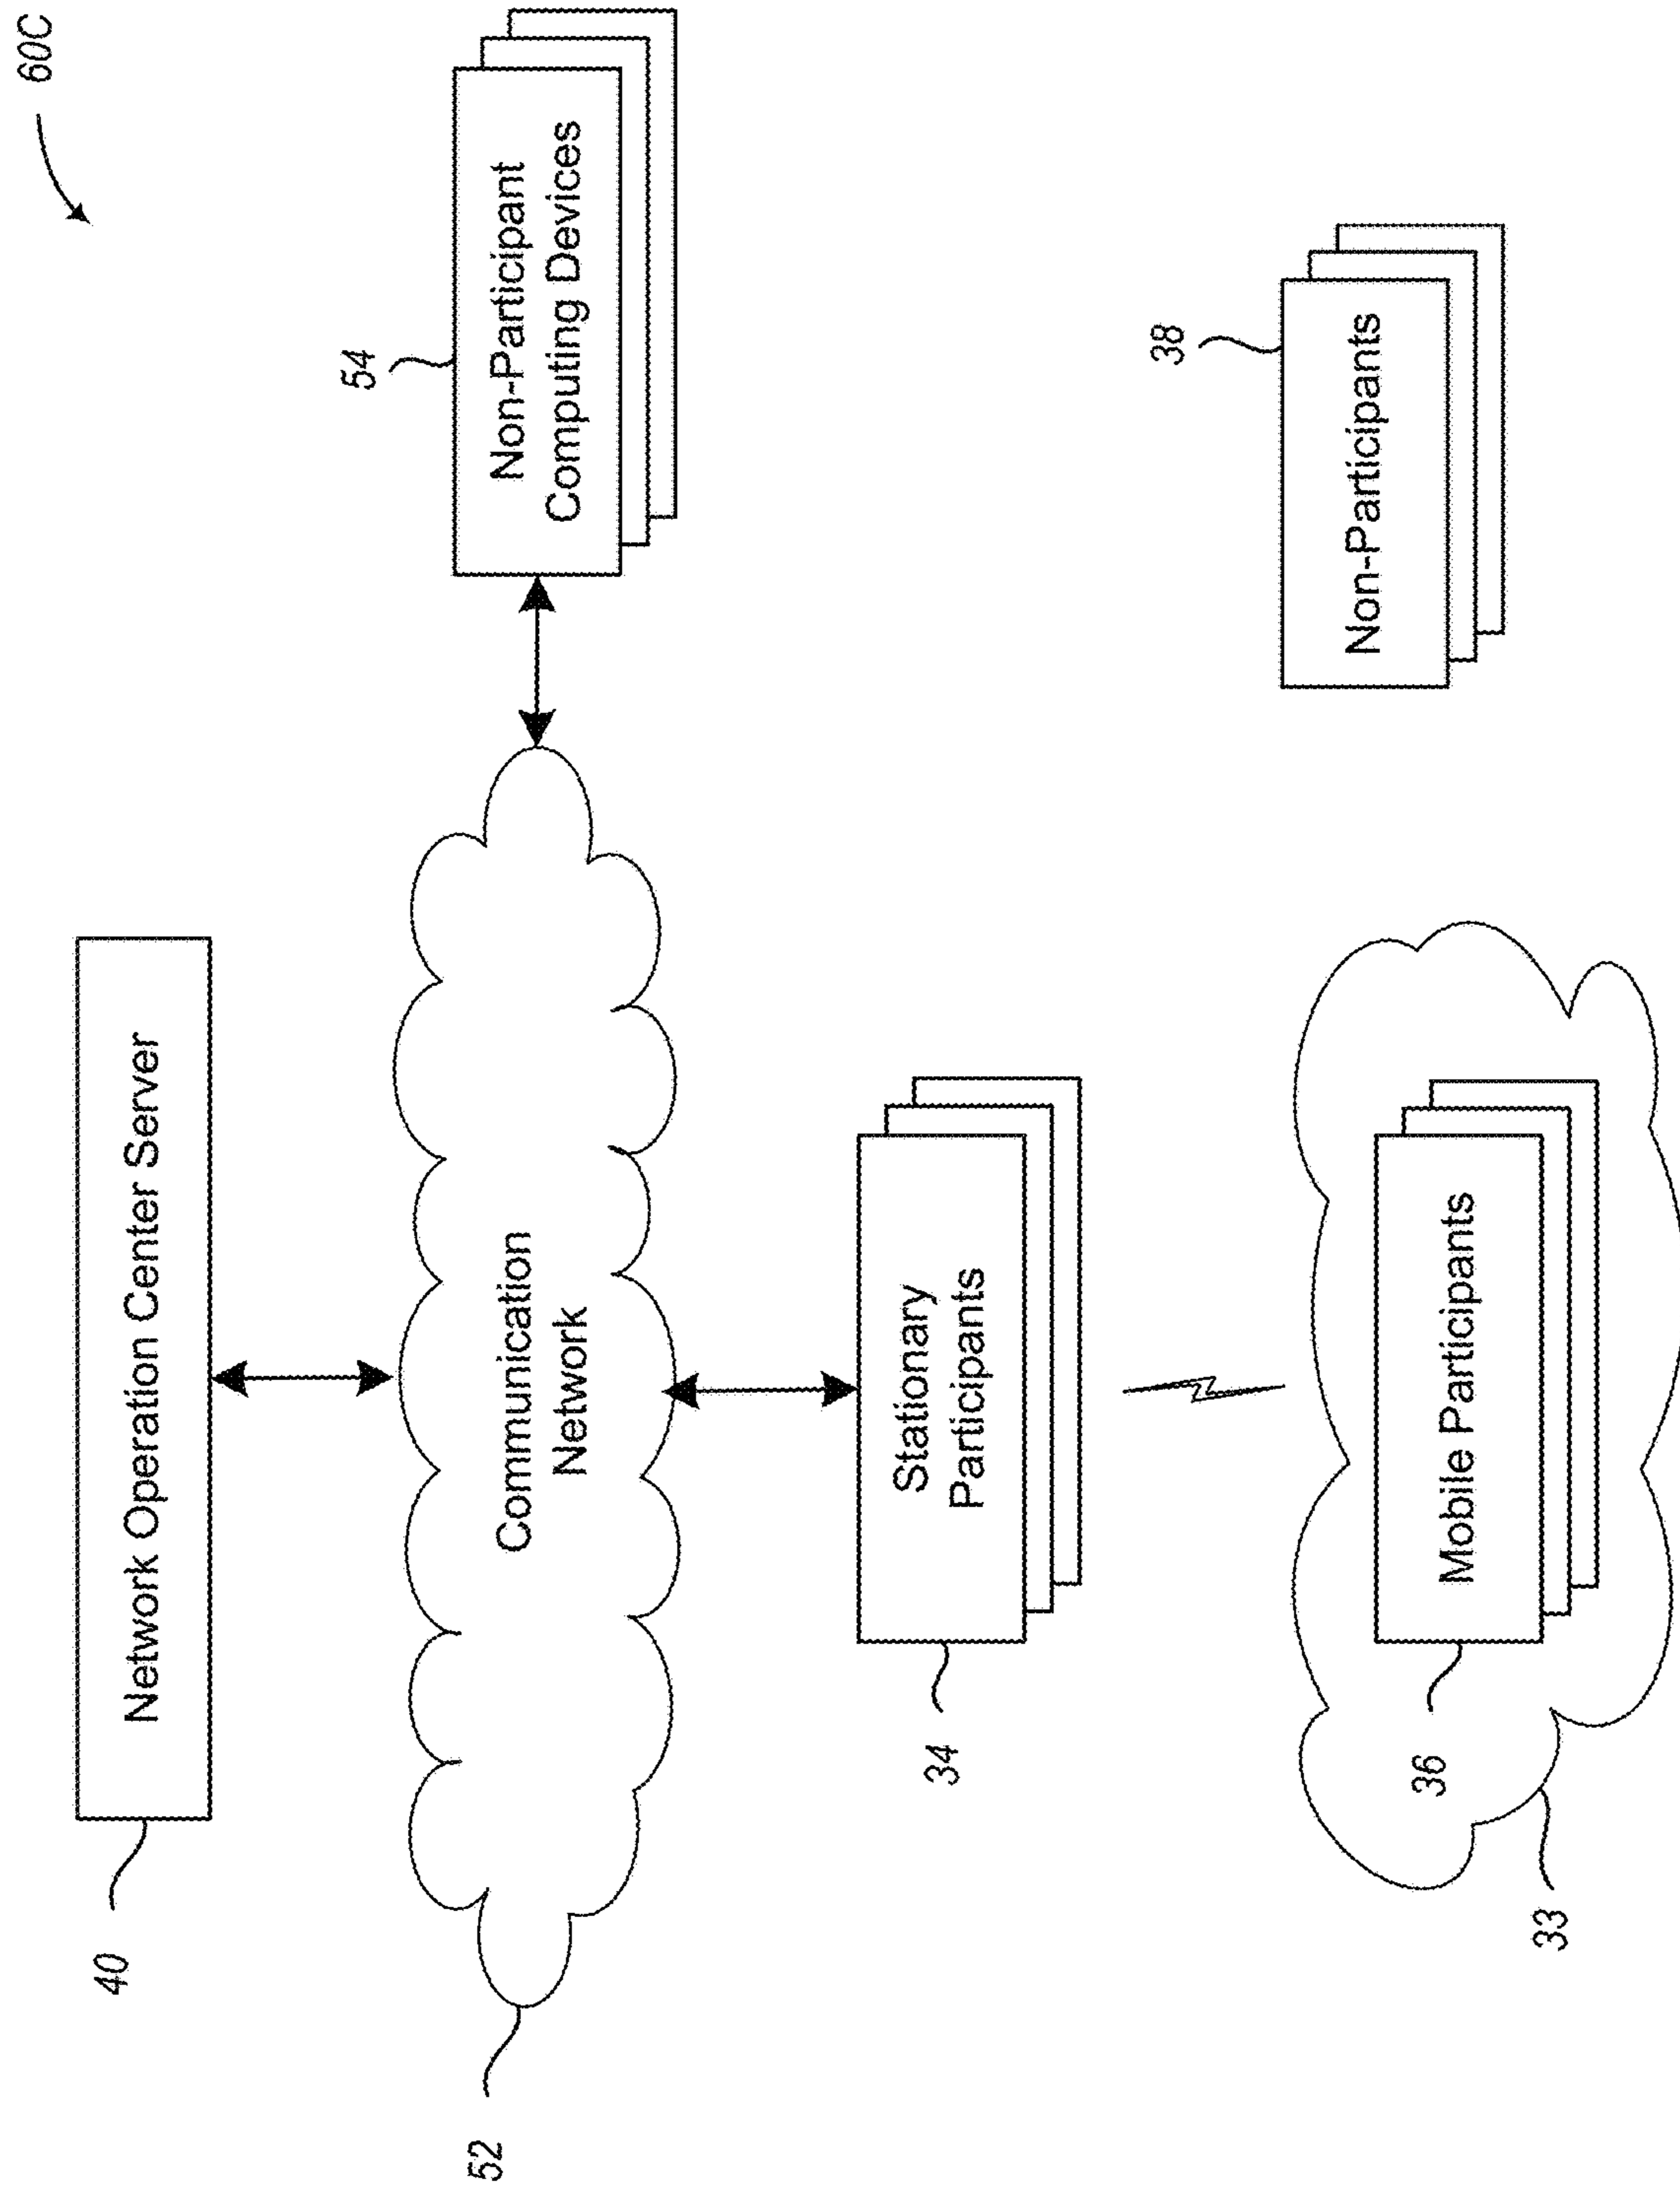 60C
Network Operation Center Server
40
54
Non-Participant
Computing Devices
Communication
Network
52
Stationary
Participants
34
38
Non-Participants
Mobile Participants
36
33